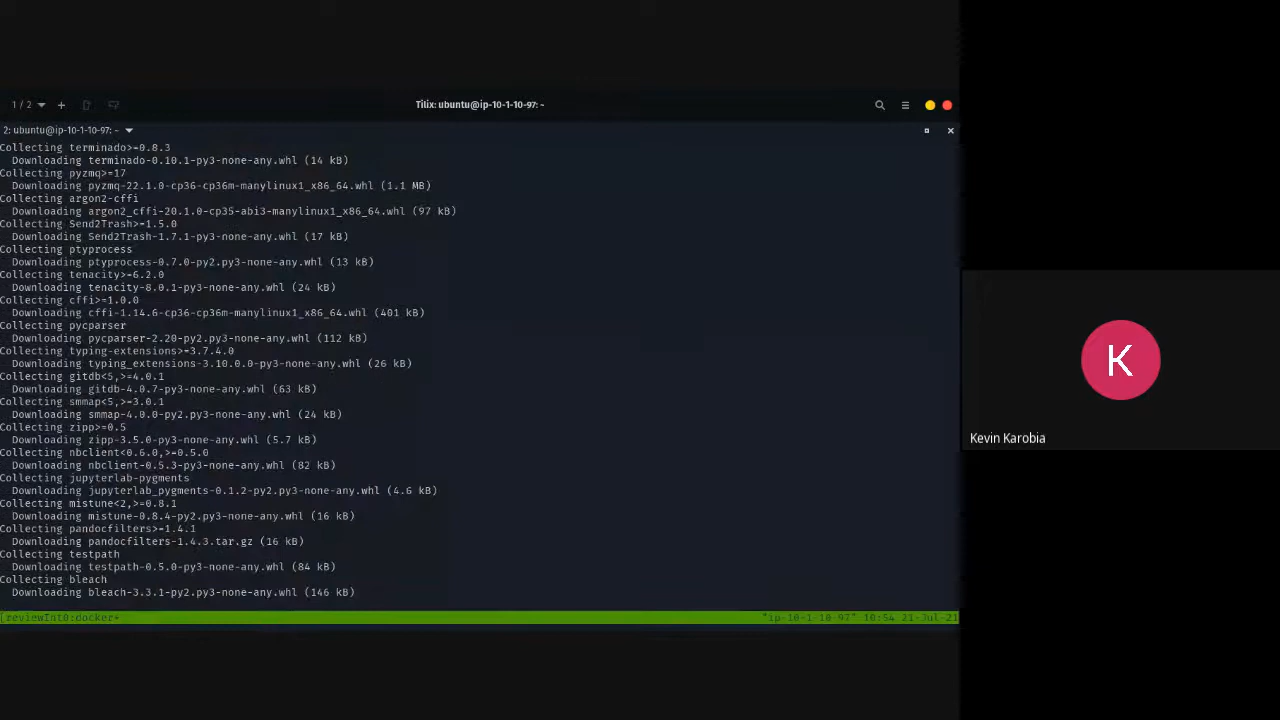 1 / 2
Tilix: ubuntu@ip-10-1-10-97: ~
2: ubuntu@ip-10-1-10-97: ~
Collecting terminado>=0.8.3
Downloading terminado-0.10.1-py3-none-any.whl (14 kB)
Collecting pyzmq>=17
Downloading pyzmq-22.1.0-cp36-cp36m-manylinux1_x86_64.whl (1.1 MB)
Collecting argon2-cffi
Downloading argon2_cffi-20.1.0-cp35-abi3-manylinux1_x86_64.whl (97 kB)
Collecting Send2Trash>=1.5.0
Downloading Send2Trash-1.7.1-py3-none-any.whl (17 kB)
Collecting ptyprocess
Downloading ptyprocess-0.7.0-py2.py3-none-any.whl (13 kB)
Collecting tenacity>=6.2.0
Downloading tenacity-8.0.1-py3-none-any.whl (24 kB)
Collecting cffi>=1.0.0
Downloading cffi-1.14.6-cp36-cp36m-manylinux1_x86_64.whl (401 kB)
Collecting pycparser
Downloading pycparser-2.20-py2.py3-none-any.whl (112 kB)
Collecting typing-extensions>=3.7.4.0
Downloading typing_extensions-3.10.0.0-py3-none-any.whl (26 kB)
Collecting gitdb<5,>=4.0.1
Downloading gitdb-4.0.7-py3-none-any.whl (63 kB)
Collecting smmap<5,>=3.0.1
Downloading smmap-4.0.0-py2.py3-none-any.whl (24 kB)
Collecting zipp>=0.5
Downloading zipp-3.5.0-py3-none-any.whl (5.7 kB)
Collecting nbclient<0.6.0,>=0.5.0
Downloading nbclient-0.5.3-py3-none-any.whl (82 kB)
Collecting jupyterlab-pygments
Downloading jupyterlab_pygments-0.1.2-py2.py3-none-any.whl (4.6 kB)
Collecting mistune<2,>=0.8.1
Downloading mistune-0.8.4-py2.py3-none-any.whl (16 kB)
Collecting pandocfilters>=1.4.1
Downloading pandocfilters-1.4.3.tar.gz (16 kB)
Collecting testpath
Downloading testpath-0.5.0-py3-none-any.whl (84 kB)
Collecting bleach
Downloading bleach-3.3.1-py2.py3-none-any.whl (146 kB)
[reviewInt0:docker* "ip-10-1-10-97" 10:54 21-Jul-21
K
Kevin Karobia